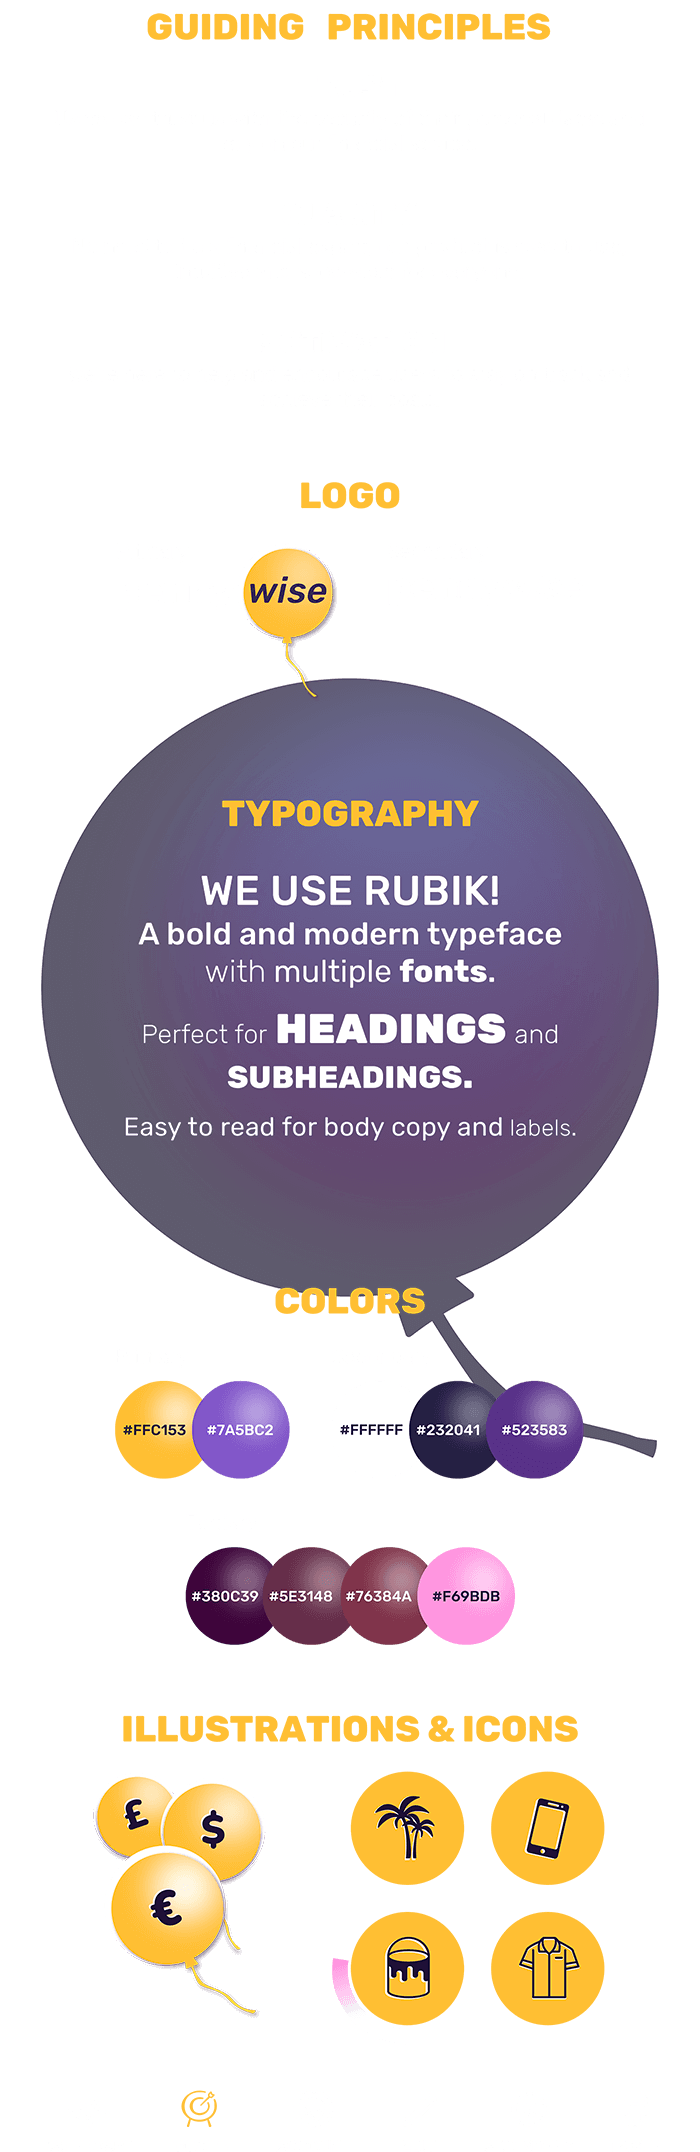 GUIDING PRINCIPLES
LOGO
wise
TYPOGRAPHY
WE USE RUBIK!
A bold and modern typeface
with multiple fonts.
Perfect for HEADINGS and
SUBHEADINGS.
Easy to read for body copy and labels.
COLORS
#FFC153 #7A5BC2 #FFFFFF #232041 #523583
#380C39 #5E3148 #76384A #F69BDB
ILLUSTRATIONS & ICONS
£ $
€